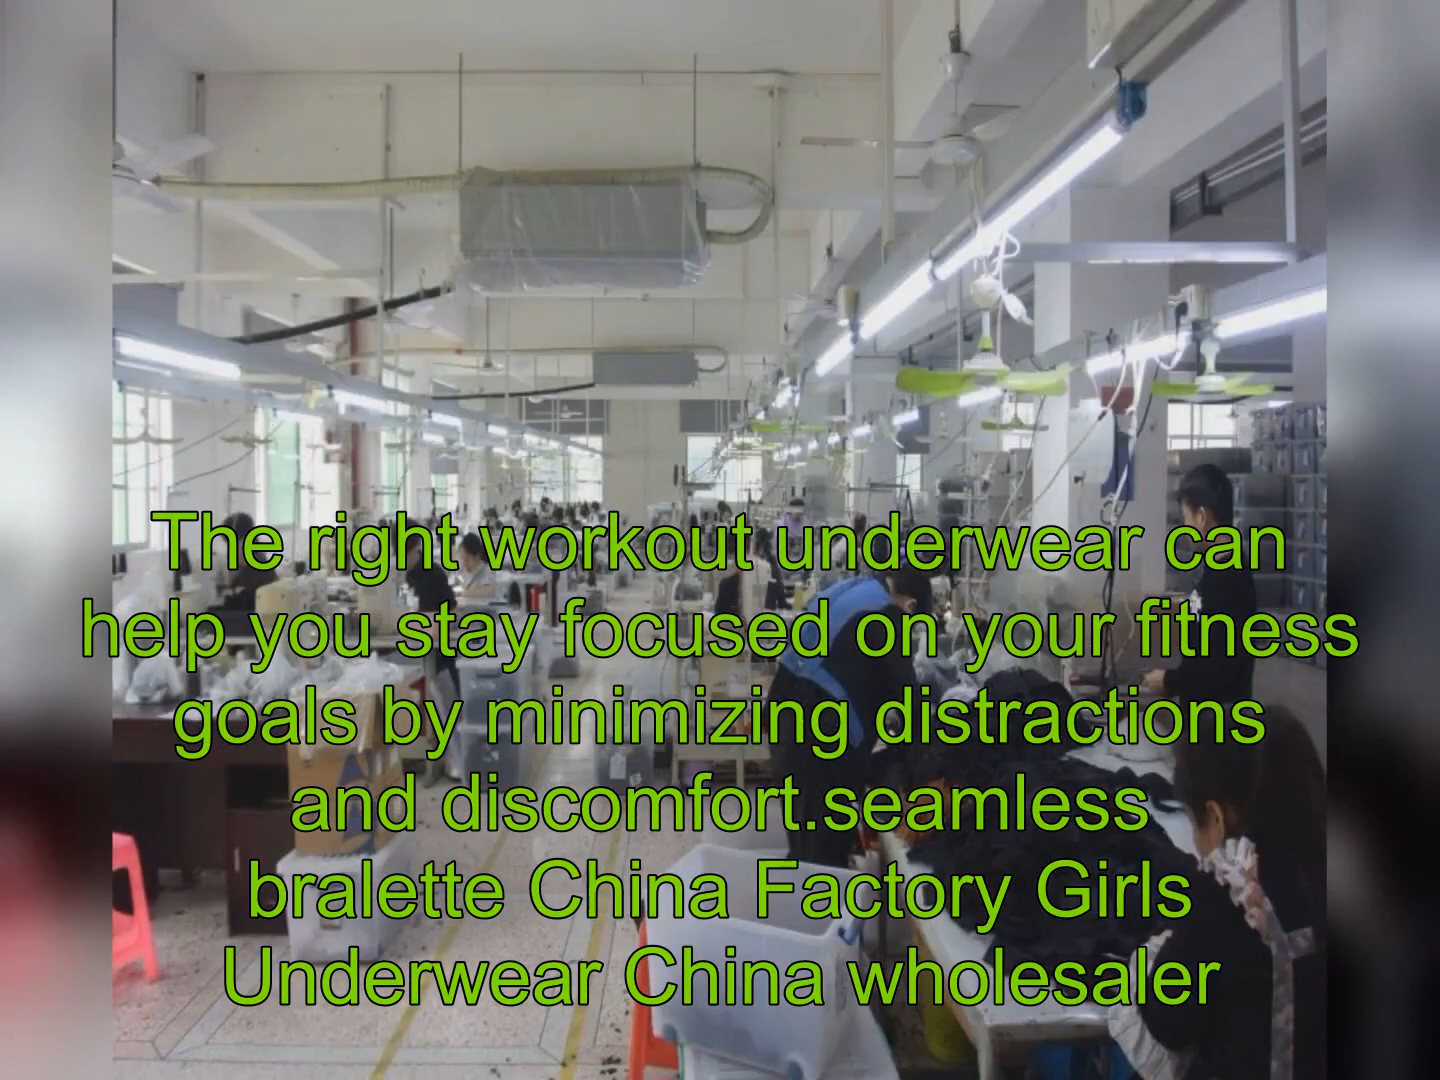 The right workout underwear can
help you stay focused on your fitness
goals by minimizing distractions
and discomfort.seamless
bralette China Factory Girls
Underwear China wholesaler